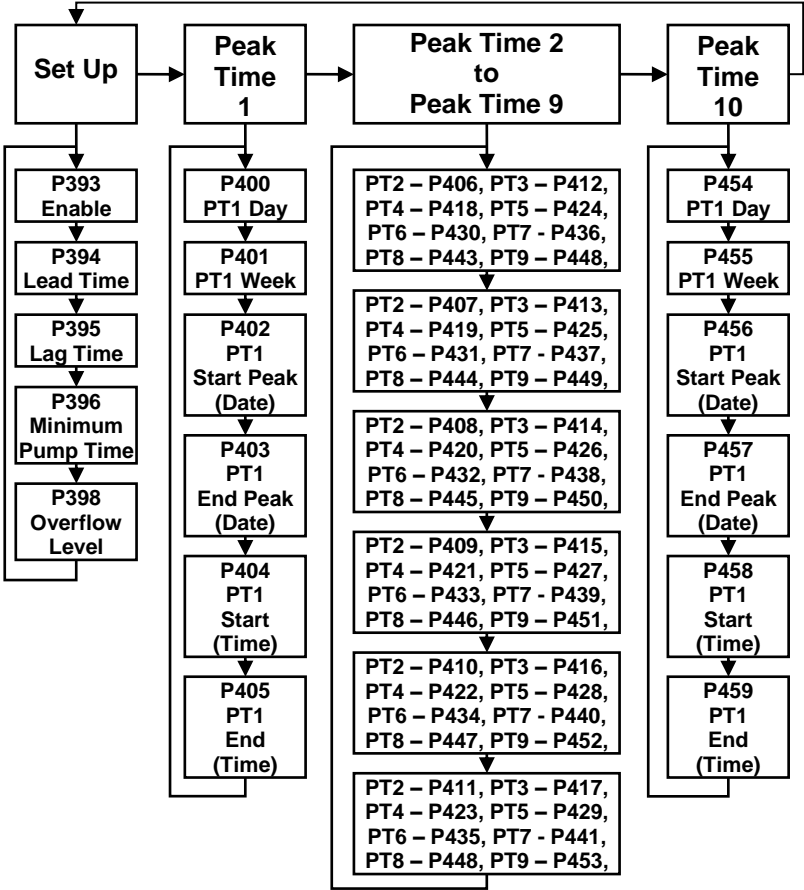 Set Up
P393
Enable
P394
Lead Time
P395
Lag Time
P396
Minimum
Pump Time
P398
Overflow
Level
Peak
Time
1
P400
PT1 Day
P401
PT1 Week
P402
PT1
Start Peak
(Date)
P403
PT1
End Peak
(Date)
P404
PT1
Start
(Time)
P405
PT1
End
(Time)
Peak Time 2
to
Peak Time 9
PT2 – P406, PT3 – P412,
PT4 – P418, PT5 – P424,
PT6 – P430, PT7 - P436,
PT8 – P443, PT9 – P448,
PT2 – P407, PT3 – P413,
PT4 – P419, PT5 – P425,
PT6 – P431, PT7 - P437,
PT8 – P444, PT9 – P449,
PT2 – P408, PT3 – P414,
PT4 – P420, PT5 – P426,
PT6 – P432, PT7 - P438,
PT8 – P445, PT9 – P450,
PT2 – P409, PT3 – P415,
PT4 – P421, PT5 – P427,
PT6 – P433, PT7 - P439,
PT8 – P446, PT9 – P451,
PT2 – P410, PT3 – P416,
PT4 – P422, PT5 – P428,
PT6 – P434, PT7 - P440,
PT8 – P447, PT9 – P452,
PT2 – P411, PT3 – P417,
PT4 – P423, PT5 – P429,
PT6 – P435, PT7 - P441,
PT8 – P448, PT9 – P453,
Peak
Time
10
P454
PT1 Day
P455
PT1 Week
P456
PT1
Start Peak
(Date)
P457
PT1
End Peak
(Date)
P458
PT1
Start
(Time)
P459
PT1
End
(Time)